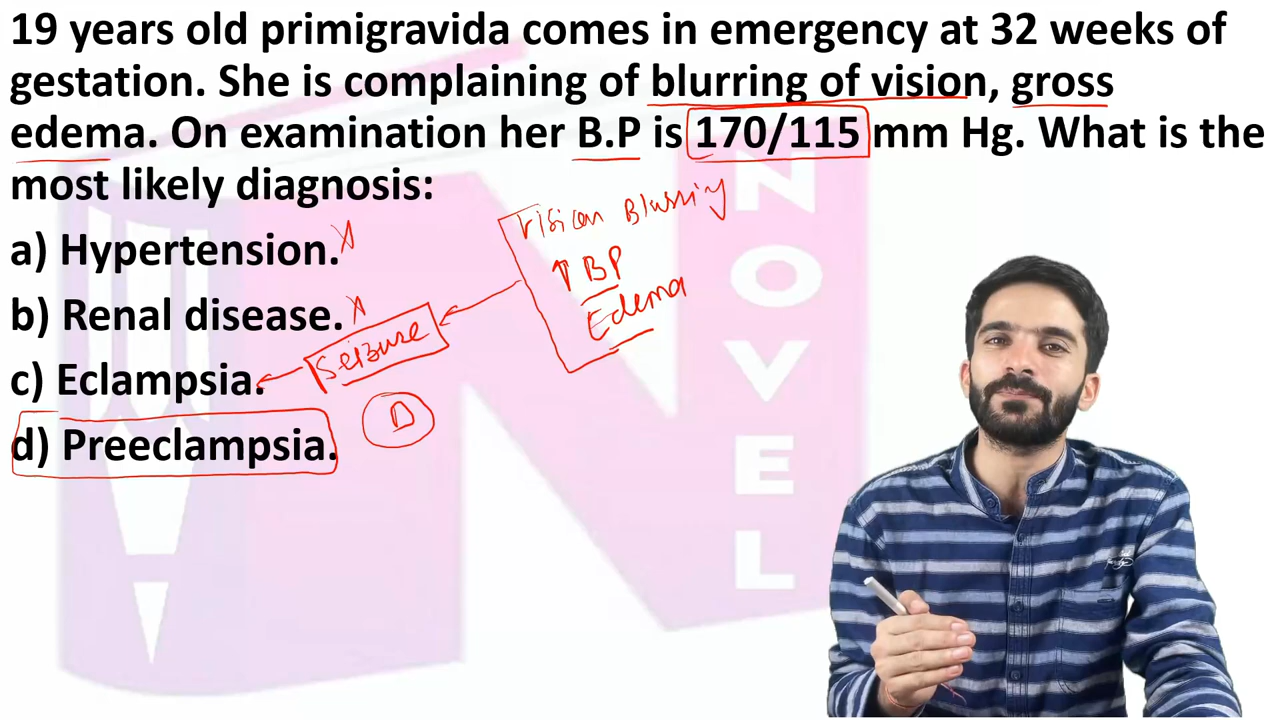 19 years old primigravida comes in emergency at 32 weeks of
gestation. She is complaining of blurring of vision, gross
edema. On examination her B.P is 170/115 mm Hg. What is the
most likely diagnosis:
a) Hypertension.
b) Renal disease.
c) Eclampsia.
d) Preeclampsia.
Vision Blurring
↑ BP
Edema
Seizure
D
NOVEL